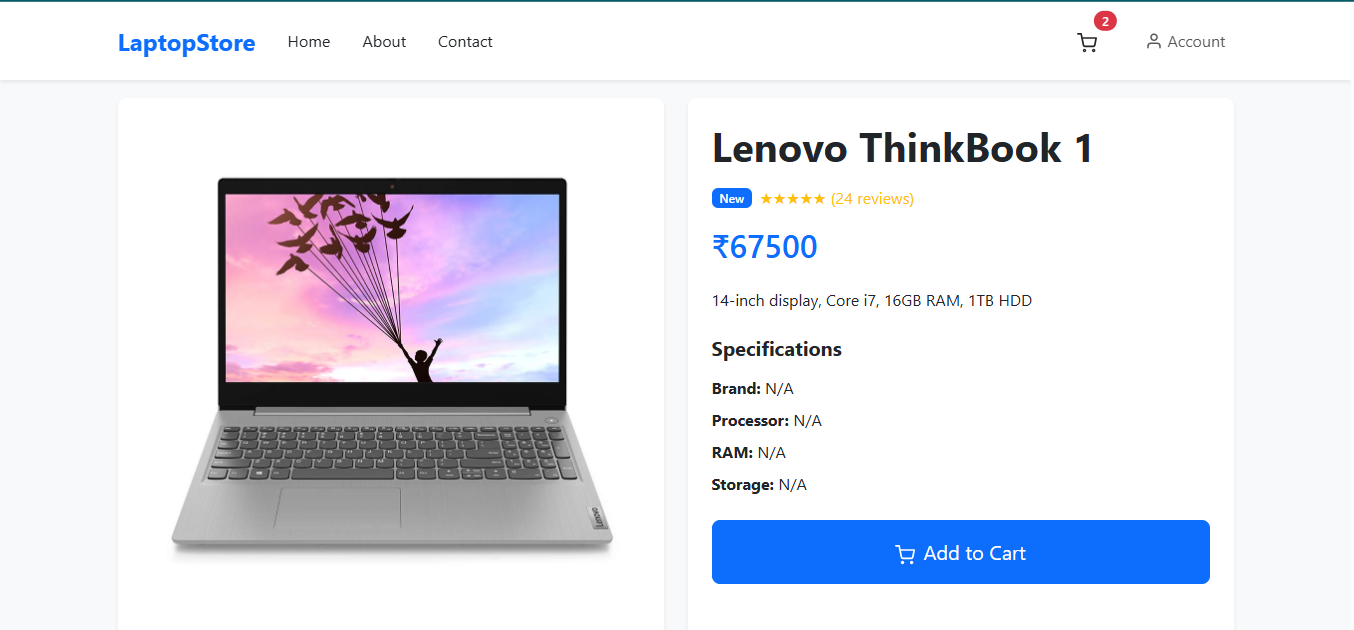 LaptopStore Home About Contact 2 Account
Lenovo ThinkBook 1
New ★★★★★ (24 reviews)
₹67500
14-inch display, Core i7, 16GB RAM, 1TB HDD
Specifications
Brand: N/A
Processor: N/A
RAM: N/A
Storage: N/A
Lenovo
Add to Cart